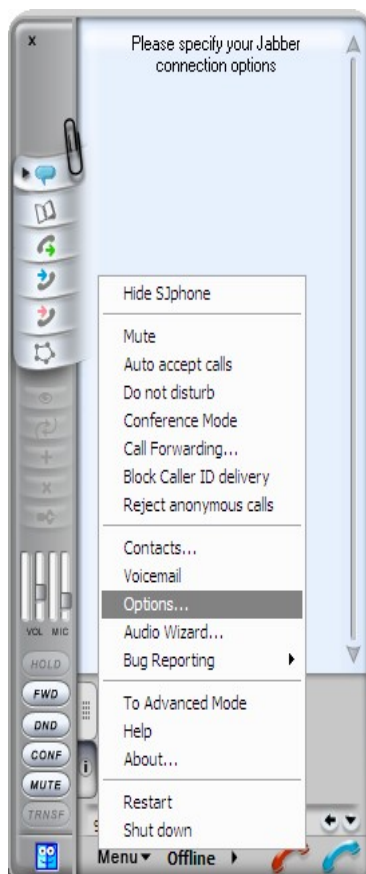 x
Please specify your Jabber
connection options
Hide SJphone
Mute
Auto accept calls
Do not disturb
Conference Mode
Call Forwarding...
Block Caller ID delivery
Reject anonymous calls
Contacts...
Voicemail
Options...
Audio Wizard...
Bug Reporting
To Advanced Mode
Help
About...
Restart
Shut down
VOL MIC
HOLD
FWD
DND
CONF
MUTE
TRNSF
i
Menu Offline